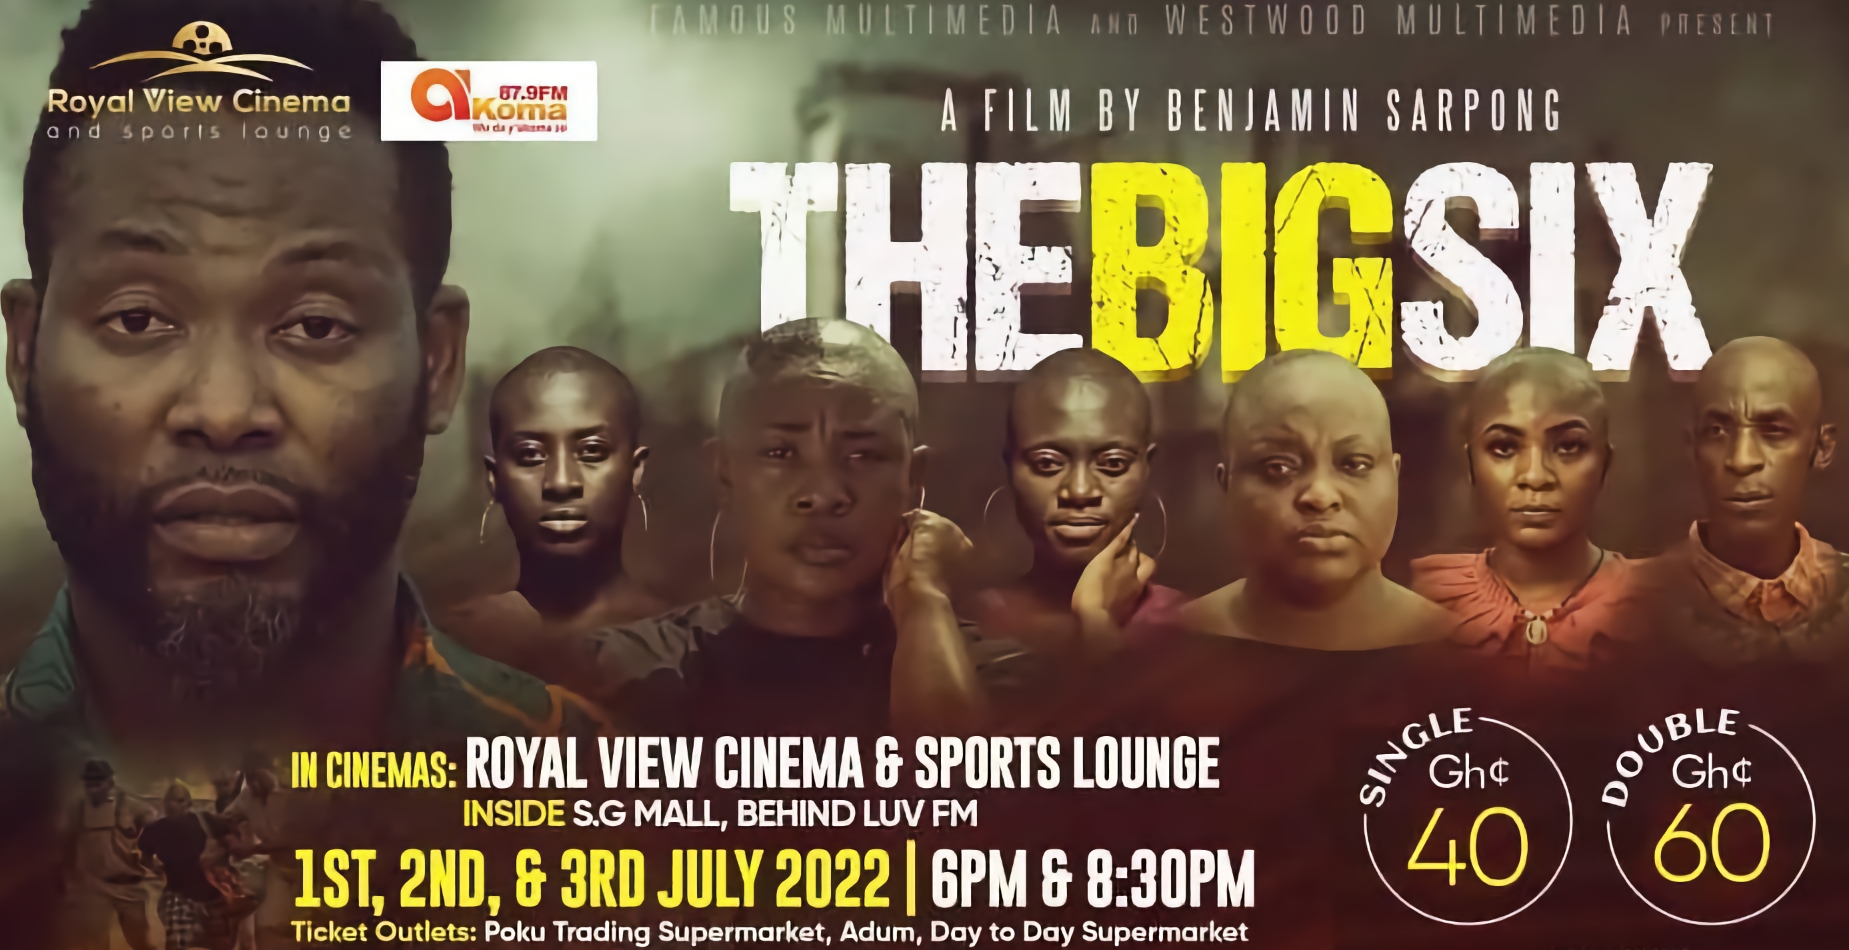 FAMOUS MULTIMEDIA AND WESTWOOD MULTIMEDIA PRESENT
Royal View Cinema
and sports lounge
87.9FM
akoma
A FILM BY BENJAMIN SARPONG
THEBIGSIX
IN CINEMAS: ROYAL VIEW CINEMA & SPORTS LOUNGE
INSIDE S.G MALL, BEHIND LUV FM
1ST, 2ND, & 3RD JULY 2022 | 6PM & 8:30PM
Ticket Outlets: Poku Trading Supermarket, Adum, Day to Day Supermarket
SINGLE
Gh¢
40
DOUBLE
Gh¢
60